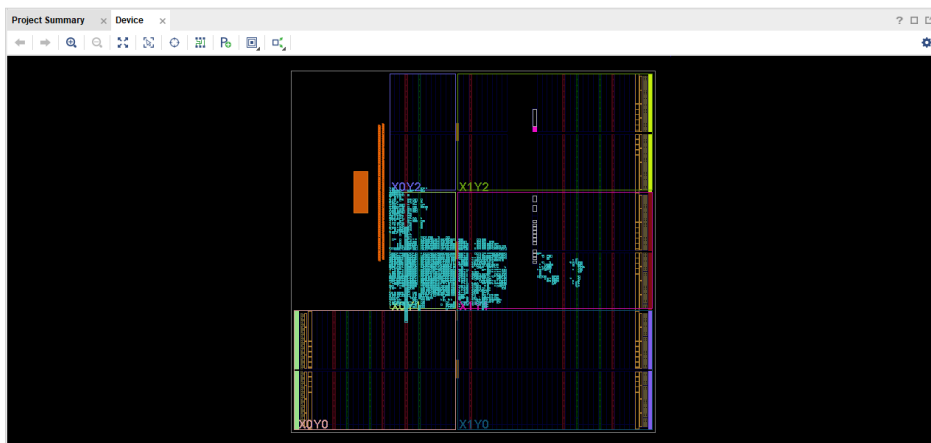 Project Summary × Device ×
?
X0Y2 X1Y2
X0Y1 X1Y1
X0Y0 X1Y0